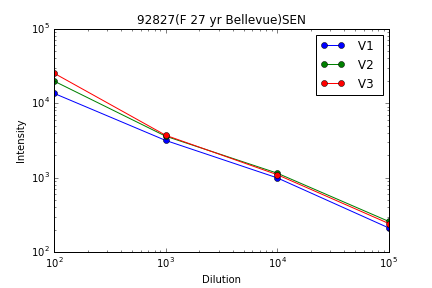 92827(F 27 yr Bellevue)SEN
10^5
10^4
10^3
10^2
Intensity
V1
V2
V3
10^2 10^3 10^4 10^5
Dilution